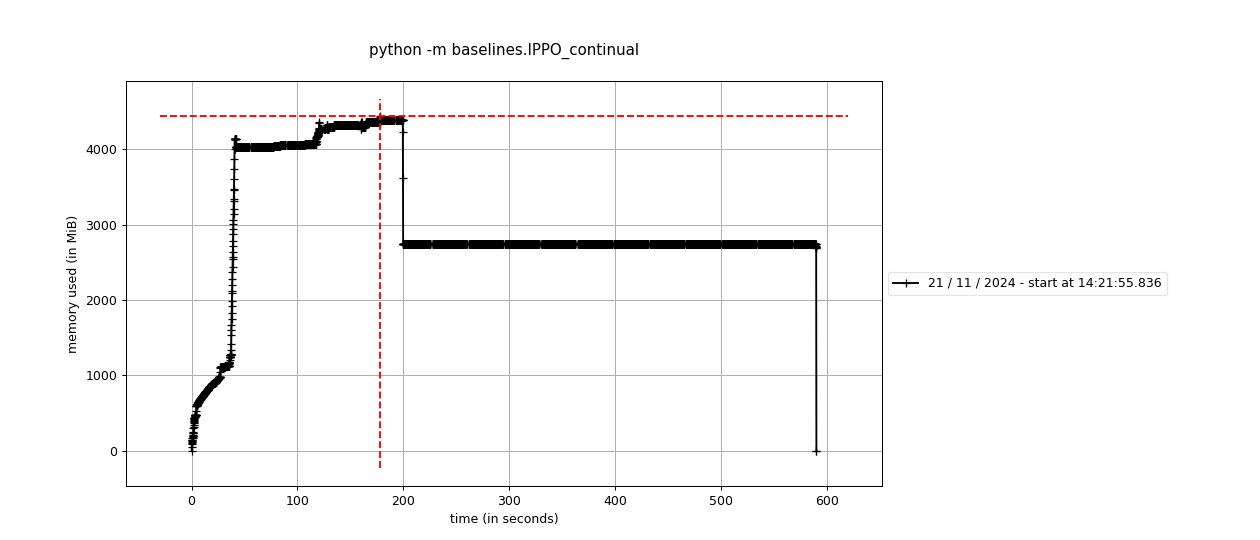 python -m baselines.IPPO_continual
4000
3000
2000
1000
0
memory used (in MiB)
0 100 200 300 400 500 600
time (in seconds)
21 / 11 / 2024 - start at 14:21:55.836